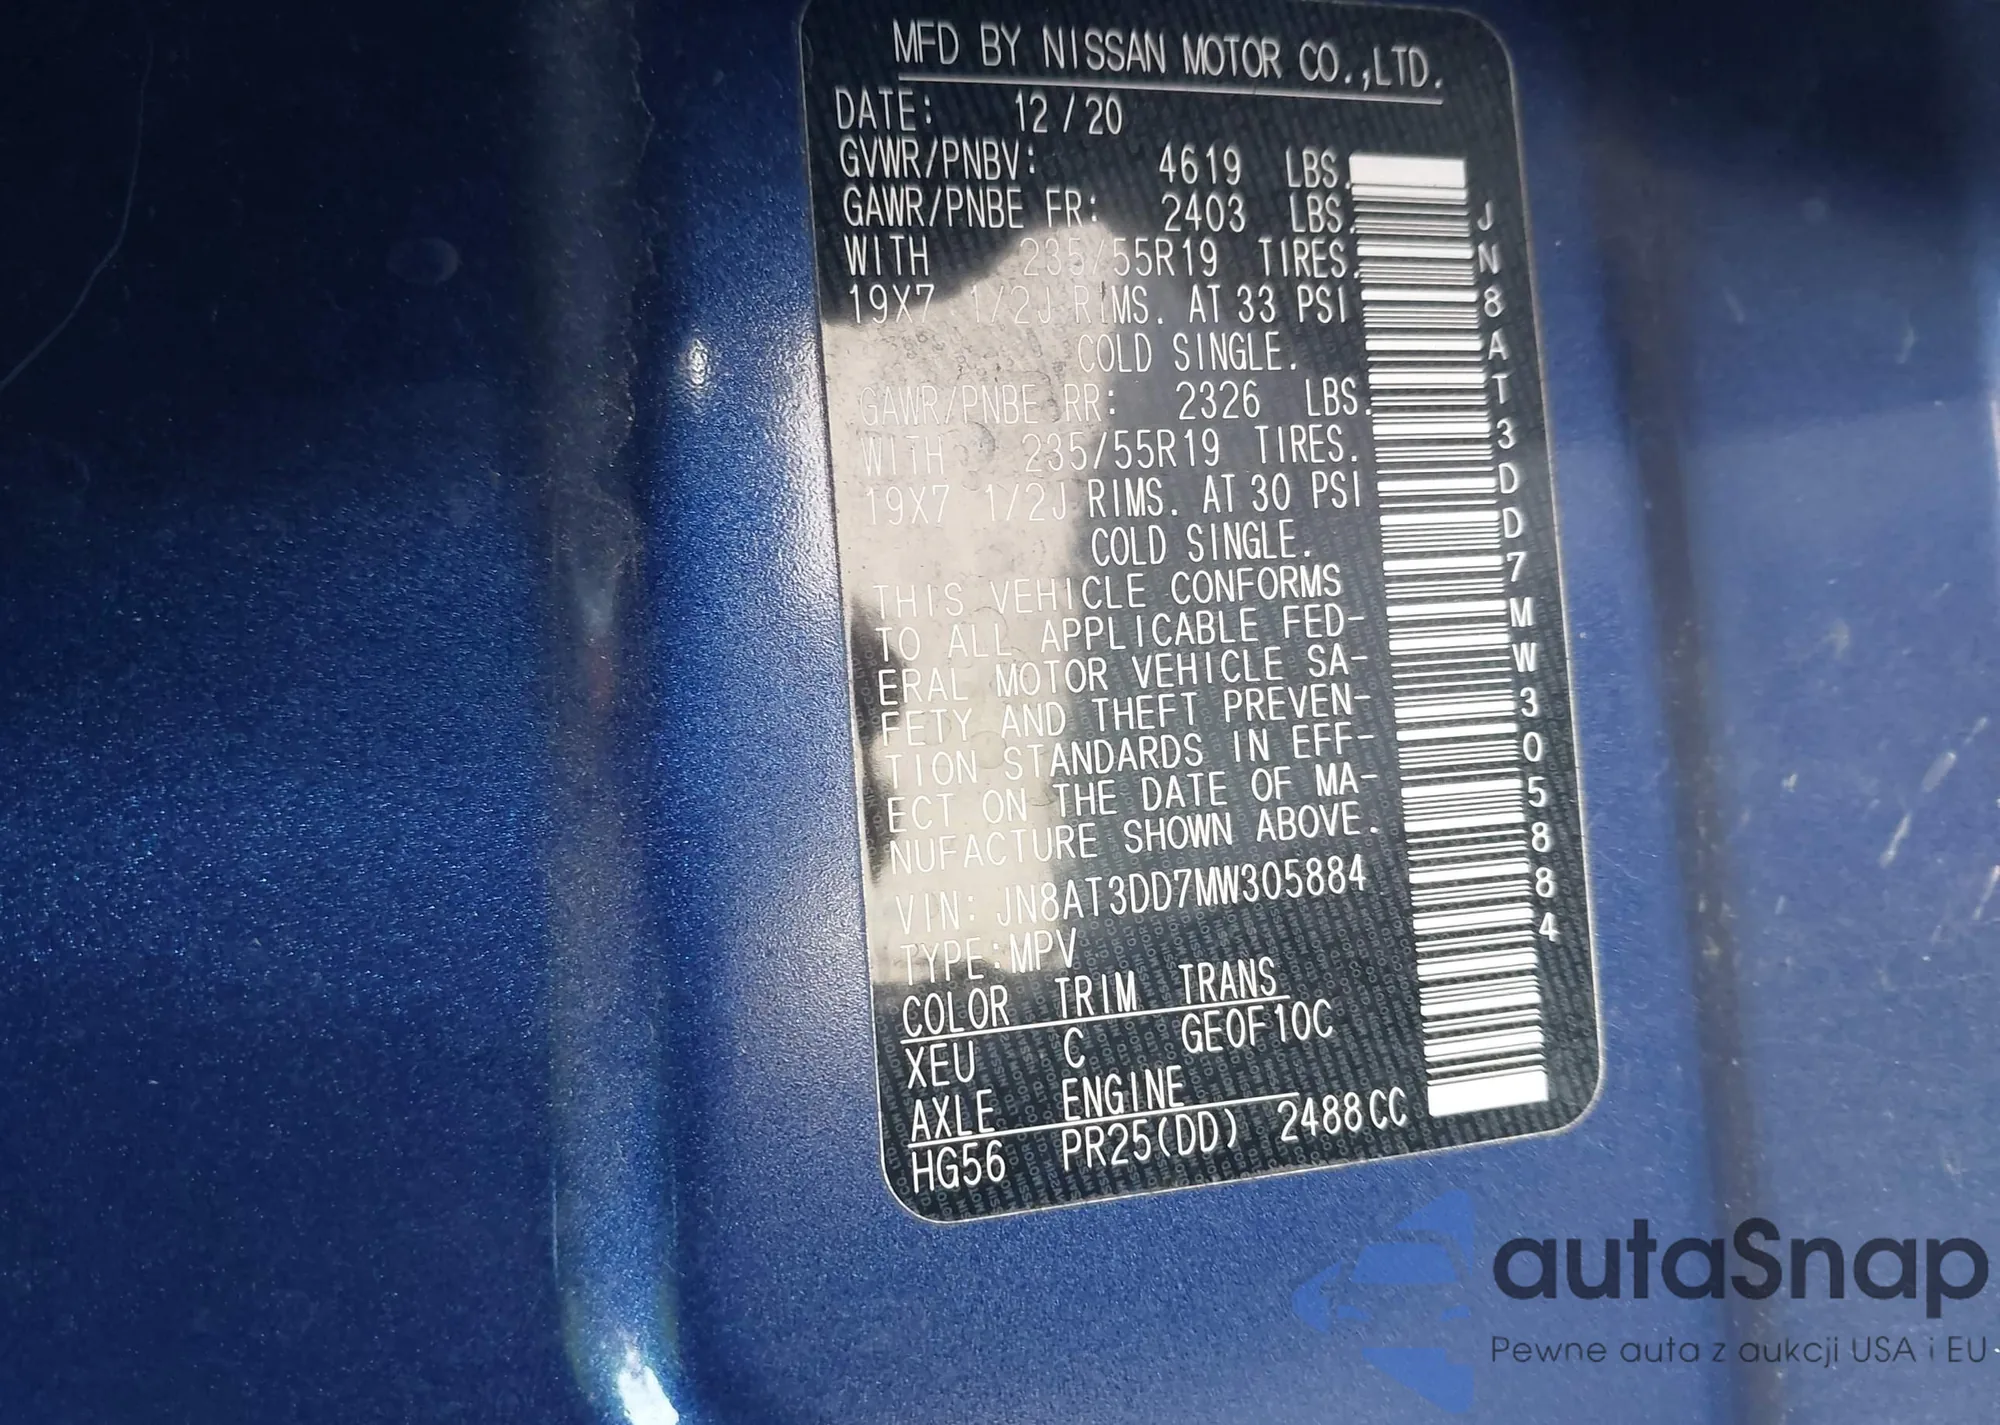 MFD BY NISSAN MOTOR CO.,LTD.
DATE: 12/20
GVWR/PNBV: 4619 LBS.
GAWR/PNBE FR: 2403 LBS.
WITH 235/55R19 TIRES.
19X7 1/2J RIMS. AT 33 PSI
COLD SINGLE.
GAWR/PNBE RR: 2326 LBS.
WITH 235/55R19 TIRES.
19X7 1/2J RIMS. AT 30 PSI
COLD SINGLE.
THIS VEHICLE CONFORMS
TO ALL APPLICABLE FED-
ERAL MOTOR VEHICLE SA-
FETY AND THEFT PREVEN-
TION STANDARDS IN EFF-
ECT ON THE DATE OF MA-
NUFACTURE SHOWN ABOVE.
VIN: JN8AT3DD7MW305884
TYPE:MPV
COLOR TRIM TRANS
XEU C GE0F10C
AXLE ENGINE
HG56 PR25(DD) 2488CC
JN8AT3DD7MW305884
autaSnap
Pewne auta z aukcji USA i EU